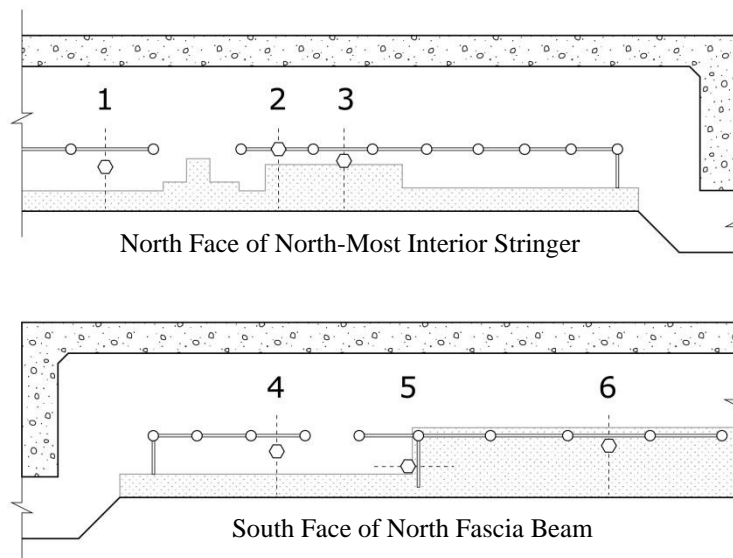 1 2 3
North Face of North-Most Interior Stringer
4 5 6
South Face of North Fascia Beam